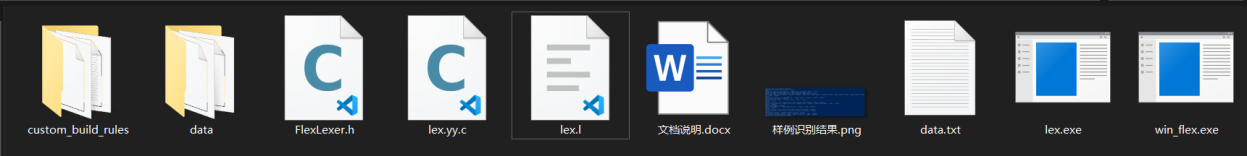 custom_build_rules
data
FlexLexer.h
lex.yy.c
lex.l
文档说明.docx
样例识别结果.png
data.txt
lex.exe
win_flex.exe